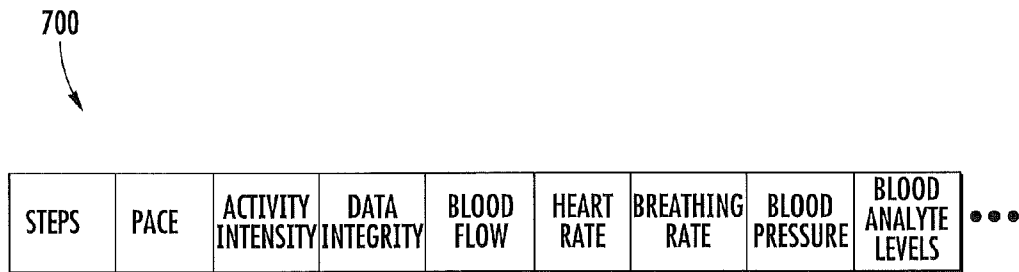 700
STEPS
PACE
ACTIVITY
INTENSITY
DATA
INTEGRITY
BLOOD
FLOW
HEART
RATE
BREATHING
RATE
BLOOD
PRESSURE
BLOOD
ANALYTE
LEVELS